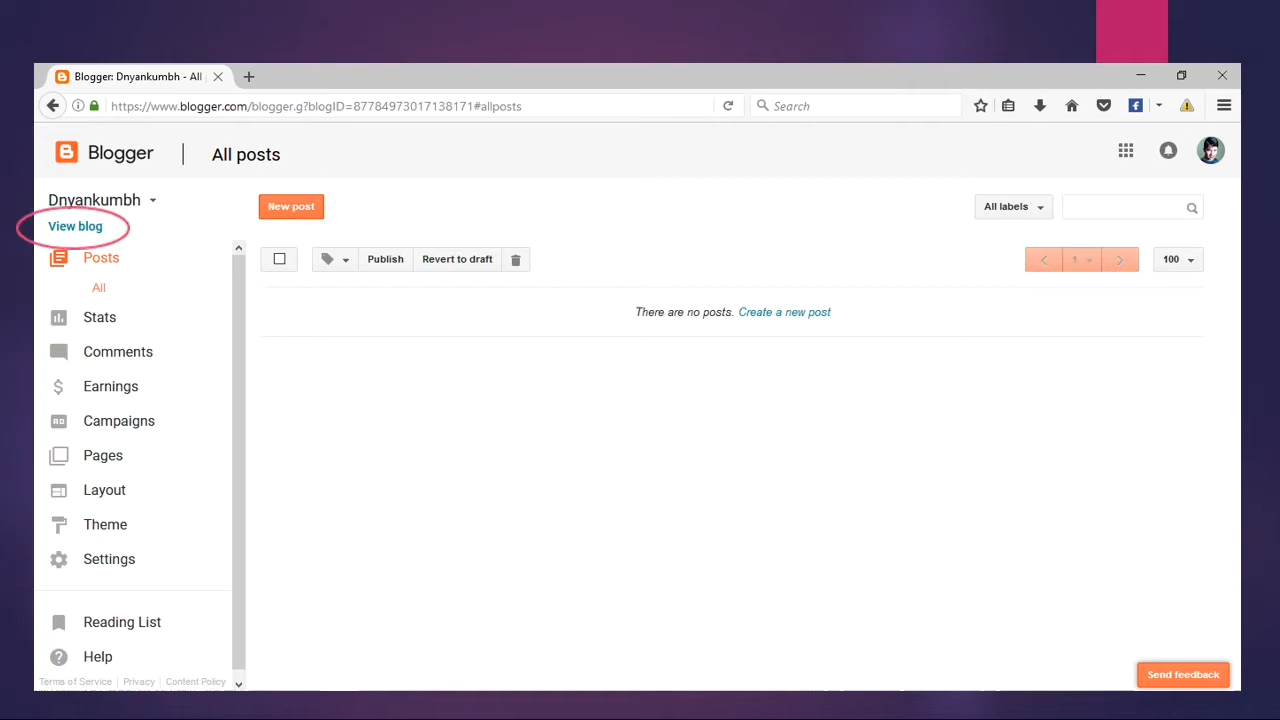 Blogger: Dnyankumbh - All
https://www.blogger.com/blogger.g?blogID=87784973017138171#allposts
Search
Blogger
All posts
Dnyankumbh
View blog
New post
All labels
Posts
Publish
Revert to draft
1
100
All
There are no posts. Create a new post
Stats
Comments
Earnings
Campaigns
Pages
Layout
Theme
Settings
Reading List
Help
Terms of Service | Privacy | Content Policy
Send feedback